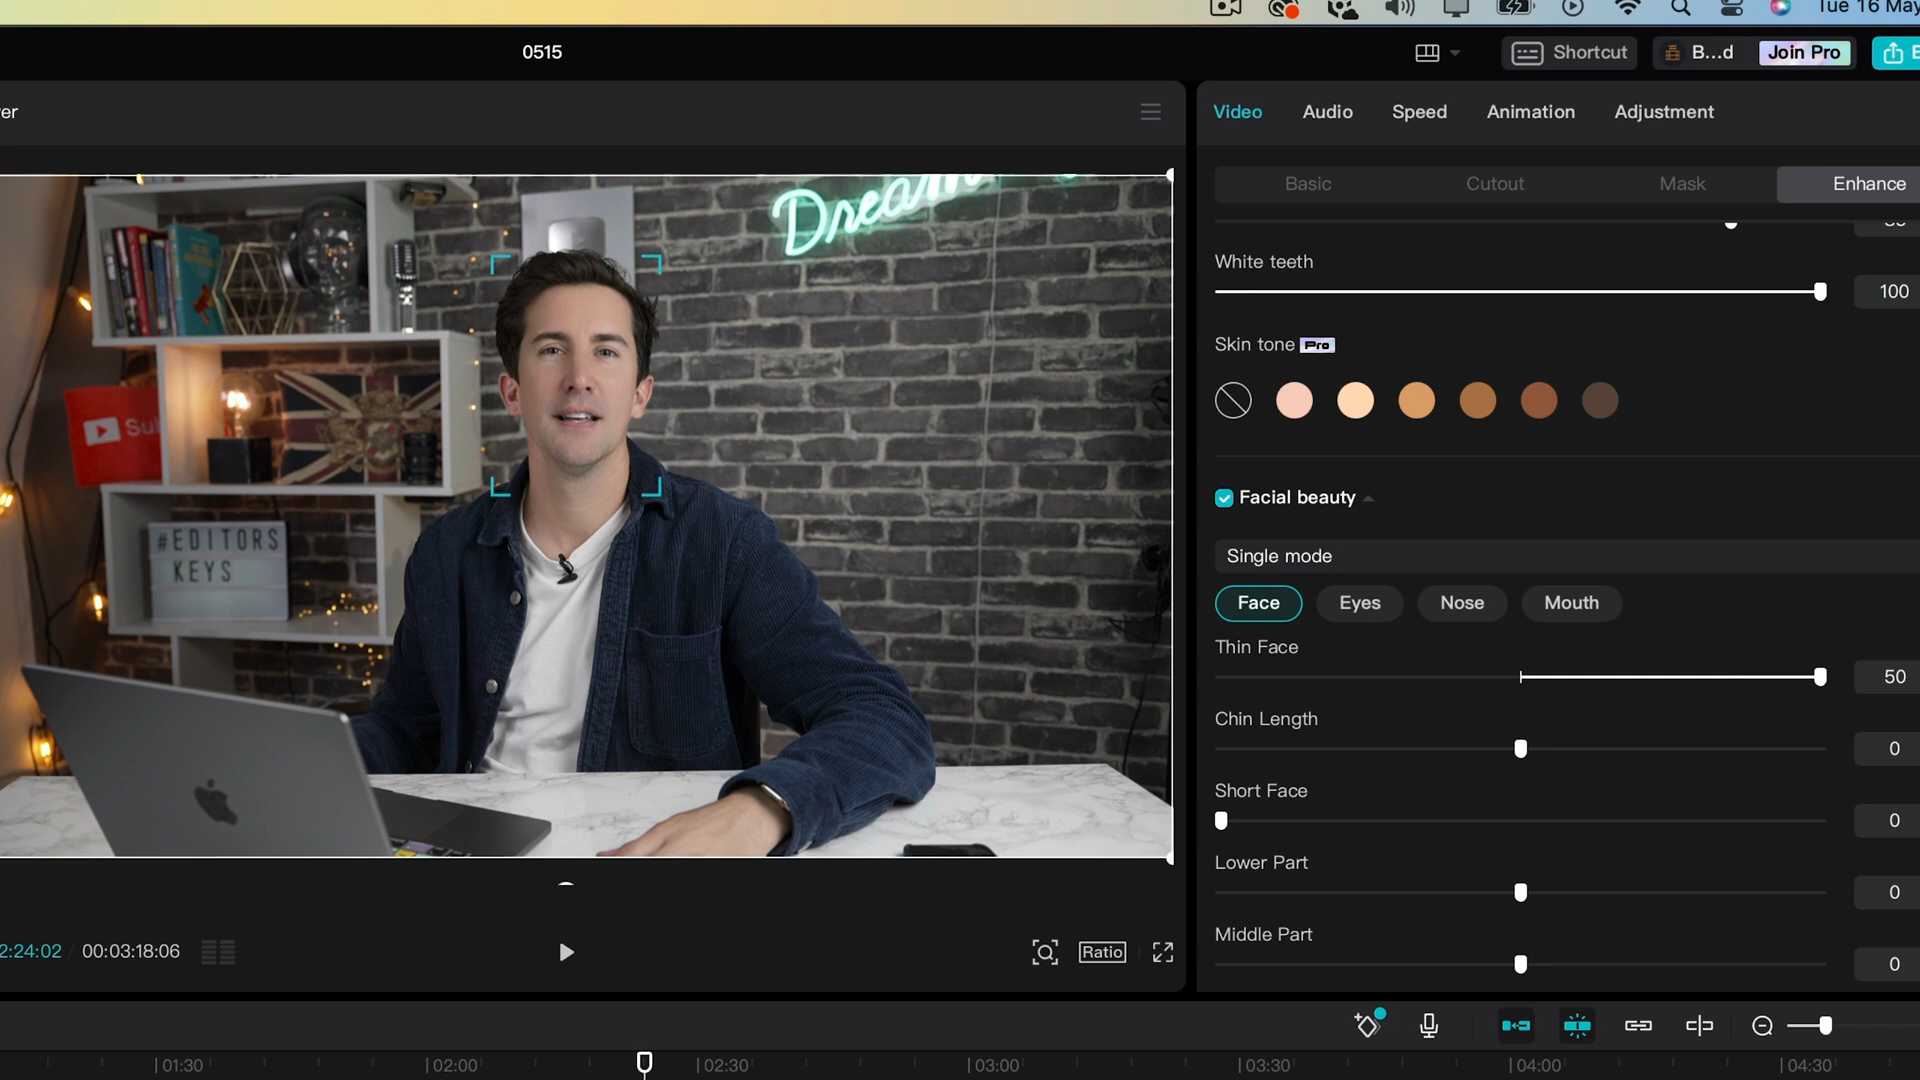 Tue 16 May
0515
Shortcut
B...d
Join Pro
er
Video
Audio
Speed
Animation
Adjustment
Basic
Cutout
Mask
Enhance
White teeth
100
Skin tone Pro
Facial beauty
Single mode
Face
Eyes
Nose
Mouth
Thin Face
50
Chin Length
0
Short Face
0
Lower Part
0
Middle Part
0
Dream
Sub
#EDITORS
KEYS
2:24:02
00:03:18:06
Ratio
01:30
02:00
02:30
03:00
03:30
04:00
04:30